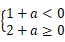 {1 + a < 0
{2 + a ≥ 0